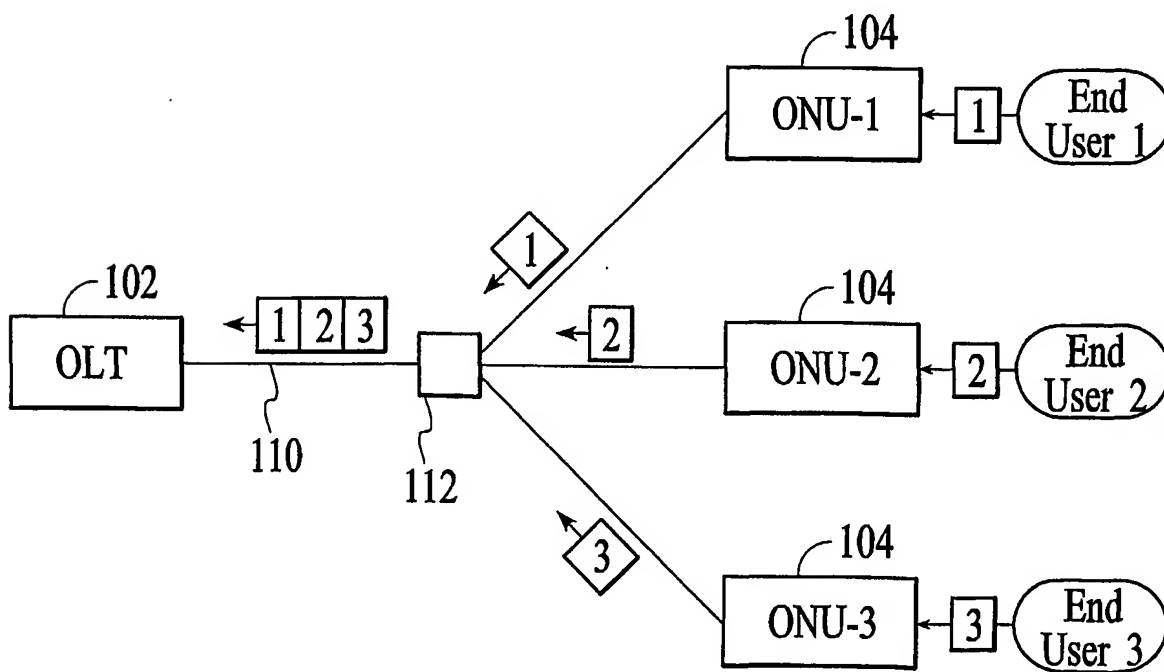 104
ONU-1
1
End
User 1
1
102
OLT
1 2 3
110
112
2
104
ONU-2
2
End
User 2
3
104
ONU-3
3
End
User 3